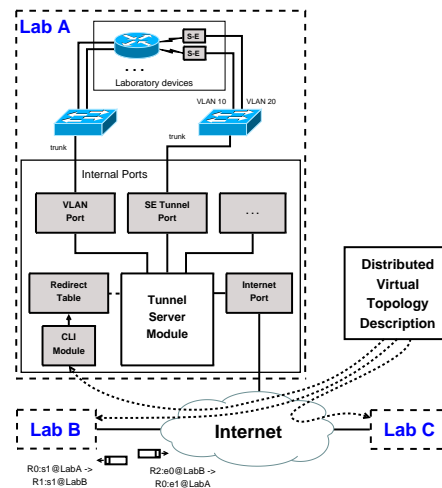 Lab A
S-E
S-E
Laboratory devices
. . .
VLAN 10
VLAN 20
trunk
trunk
Internal Ports
VLAN
Port
SE Tunnel
Port
. . .
Redirect
Table
Tunnel
Server
Module
Internet
Port
CLI
Module
Distributed
Virtual
Topology
Description
Lab B
Internet
Lab C
R0:s1@LabA ->
R1:s1@LabB
R2:e0@LabB ->
R0:e1@LabA